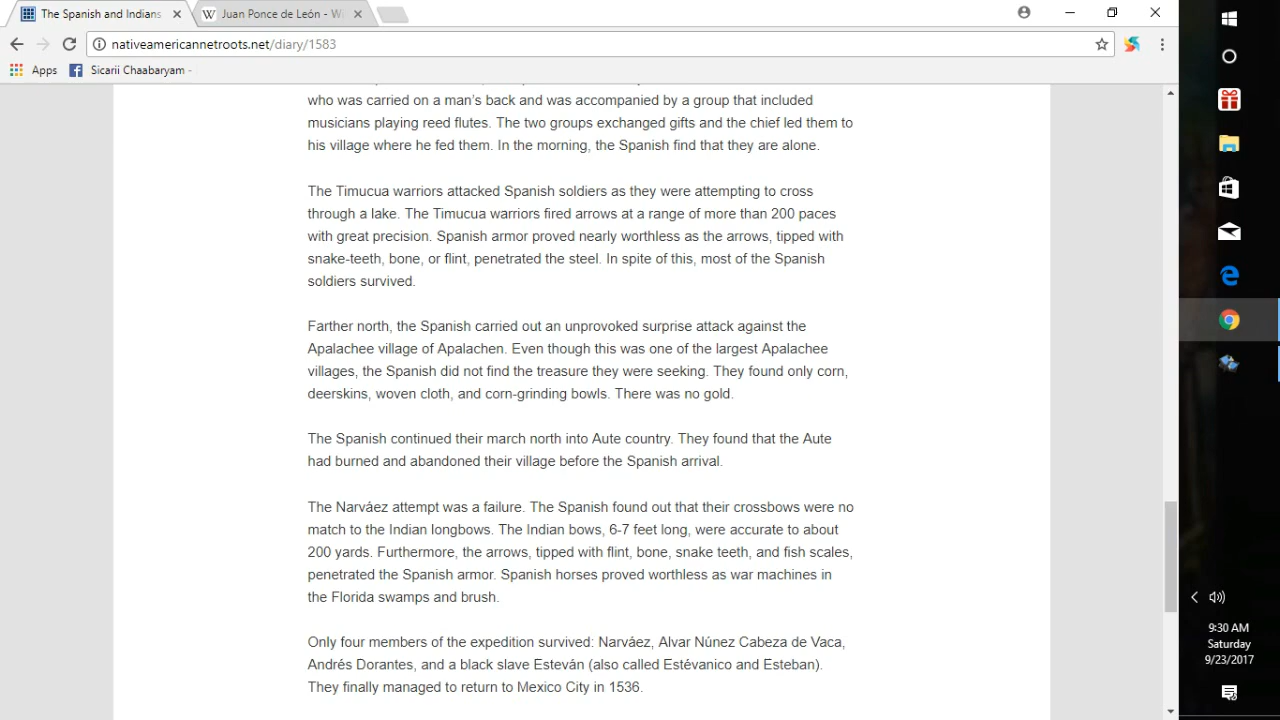 The Spanish and Indians
Juan Ponce de León - Wi
nativeamericannetroots.net/diary/1583
Apps
Sicarii Chaabaryam -
who was carried on a man's back and was accompanied by a group that included
musicians playing reed flutes. The two groups exchanged gifts and the chief led them to
his village where he fed them. In the morning, the Spanish find that they are alone.
The Timucua warriors attacked Spanish soldiers as they were attempting to cross
through a lake. The Timucua warriors fired arrows at a range of more than 200 paces
with great precision. Spanish armor proved nearly worthless as the arrows, tipped with
snake-teeth, bone, or flint, penetrated the steel. In spite of this, most of the Spanish
soldiers survived.
Farther north, the Spanish carried out an unprovoked surprise attack against the
Apalachee village of Apalachen. Even though this was one of the largest Apalachee
villages, the Spanish did not find the treasure they were seeking. They found only corn,
deerskins, woven cloth, and corn-grinding bowls. There was no gold.
The Spanish continued their march north into Aute country. They found that the Aute
had burned and abandoned their village before the Spanish arrival.
The Narváez attempt was a failure. The Spanish found out that their crossbows were no
match to the Indian longbows. The Indian bows, 6-7 feet long, were accurate to about
200 yards. Furthermore, the arrows, tipped with flint, bone, snake teeth, and fish scales,
penetrated the Spanish armor. Spanish horses proved worthless as war machines in
the Florida swamps and brush.
Only four members of the expedition survived: Narváez, Alvar Núnez Cabeza de Vaca,
Andrés Dorantes, and a black slave Esteván (also called Estévanico and Esteban).
They finally managed to return to Mexico City in 1536.
9:30 AM
Saturday
9/23/2017